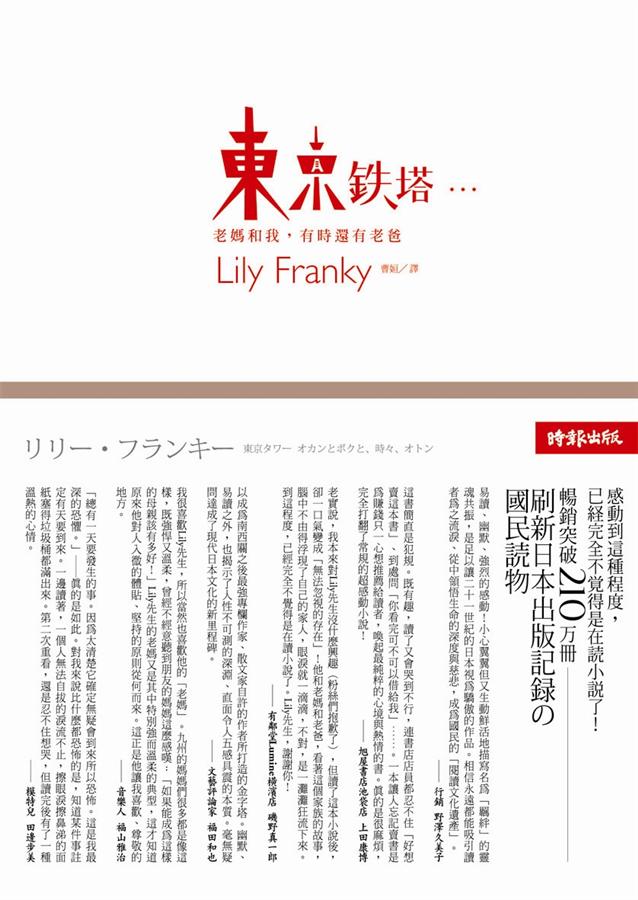 東京鉄塔…
老媽和我，有時還有老爸
Lily Franky 曹姮／譯
時報出版
リリー・フランキー 東京タワー オカンとボクと、時々、オトン
感動到這種程度，
已経完全不覺得是在読小説了！
暢銷突破210万冊──
刷新日本出版記錄の
國民読物
易讀、幽默、強烈的感動！小心翼翼但又生動鮮活地描寫名為「羈絆」的靈
魂共振，是足以讓二十一世紀的日本視為驕傲的作品。相信永遠都能吸引讀
者為之流淚、從中領悟生命的深度與慈悲，成為國民的「閱讀文化遺產」。
──行銷 野澤久美子
這書簡直是犯規。既有趣，讀了又會哭到不行，連書店店員都忍不住「好想
賣這本書」、到處問「你看完可不可以借給我」……。一本讓人忘記賣書是
為賺錢只一心想推薦給讀者，喚起最純粹的心境與熱情的書。真的是很麻煩，
完全打翻了常規的超感動小說！
──旭屋書店池袋店 上田康博
老實說，我本來對Lily先生沒什麼興趣（粉絲們抱歉了），但讀了這本小說後，
卻一口氣變成「無法忽視的存在」！他和老媽和老爸，看著這個家族的故事，
腦中不由得浮現了自己的家人，眼淚就一滴滴，不對，是一灘灘狂流下來。
到這種程度，已經完全不覺得是在讀小說了。Lily先生，謝謝你！
──有鄰堂Lumine橫濱店 磯野真一郎
以成為南西關之後最強專欄作家、散文家自許的作者所打造的金字塔。幽默、
易讀之外，也揭示了人性不可測的深淵、直面令人五感具震的本質。毫無疑
問達成了現代日本文化的新里程碑。
──文藝評論家 福田和也
我很喜歡Lily先生，所以當然也喜歡他的「老媽」。九州的媽媽們很多都是像這
樣，既強悍又溫柔，曾經不經意聽到朋友的媽媽這麼感嘆：「如果能成為這樣
的母親該有多好！」Lily先生的老媽又是其中特別強而溫柔的典型，這才知道
原來他對人入微的體貼、堅持的原則從何而來。這正是他讓我喜歡、尊敬的
地方。
──音樂人 福山雅治
「總有一天要發生的事。因為太清楚它確定無疑會到來所以恐怖。這是我最
深的恐懼。」──真的是如此。對我來說比什麼都恐怖的是，知道某件事註
定有天要到來。一邊讀著，一個人無法自拔的淚流不止，擦眼淚擦鼻涕的面
紙塞得垃圾桶都滿出來。第二次重看，還是忍不住想哭，但讀完後有了一種
溫熱的心情。
──模特兒 田邊步美